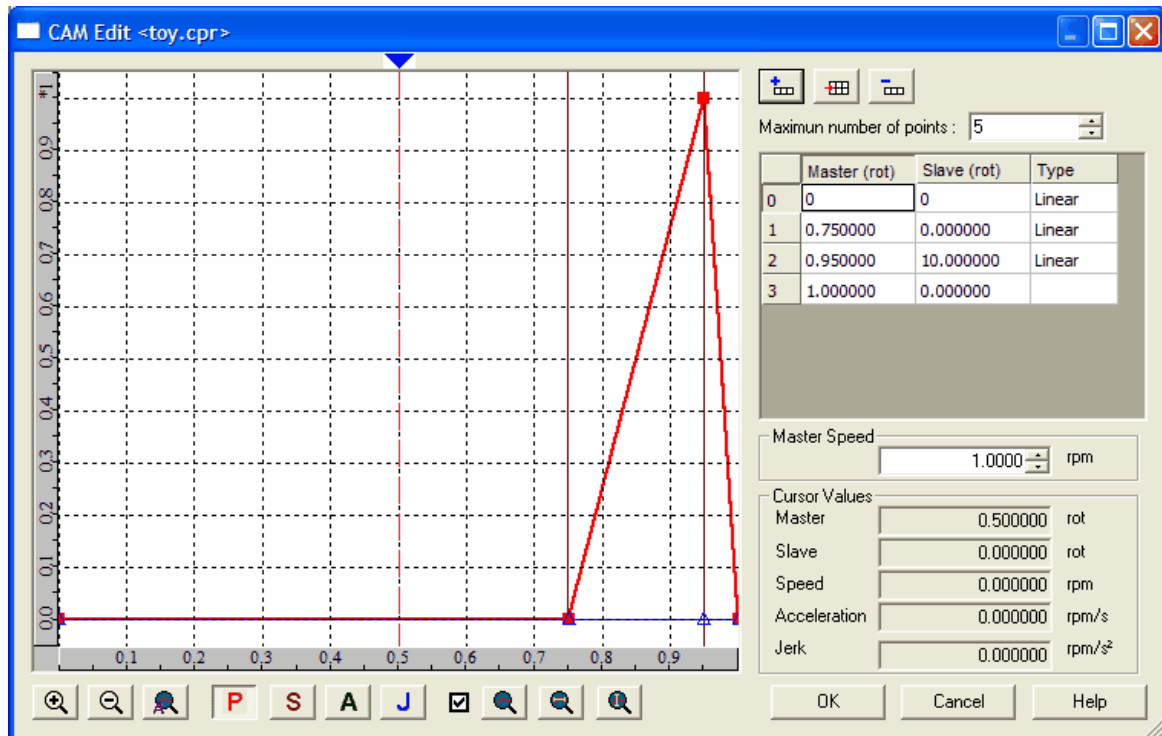 CAM Edit <toy.cpr>
*1
0,9
0,8
0,7
0,6
0,5
0,4
0,3
0,2
0,1
0,0
0,1 0,2 0,3 0,4 0,5 0,6 0,7 0,8 0,9
P S A J
Maximun number of points : 5
Master (rot) Slave (rot) Type
0 0 0 Linear
1 0.750000 0.000000 Linear
2 0.950000 10.000000 Linear
3 1.000000 0.000000
Master Speed
1.0000 rpm
Cursor Values
Master 0.500000 rot
Slave 0.000000 rot
Speed 0.000000 rpm
Acceleration 0.000000 rpm/s
Jerk 0.000000 rpm/s²
OK Cancel Help